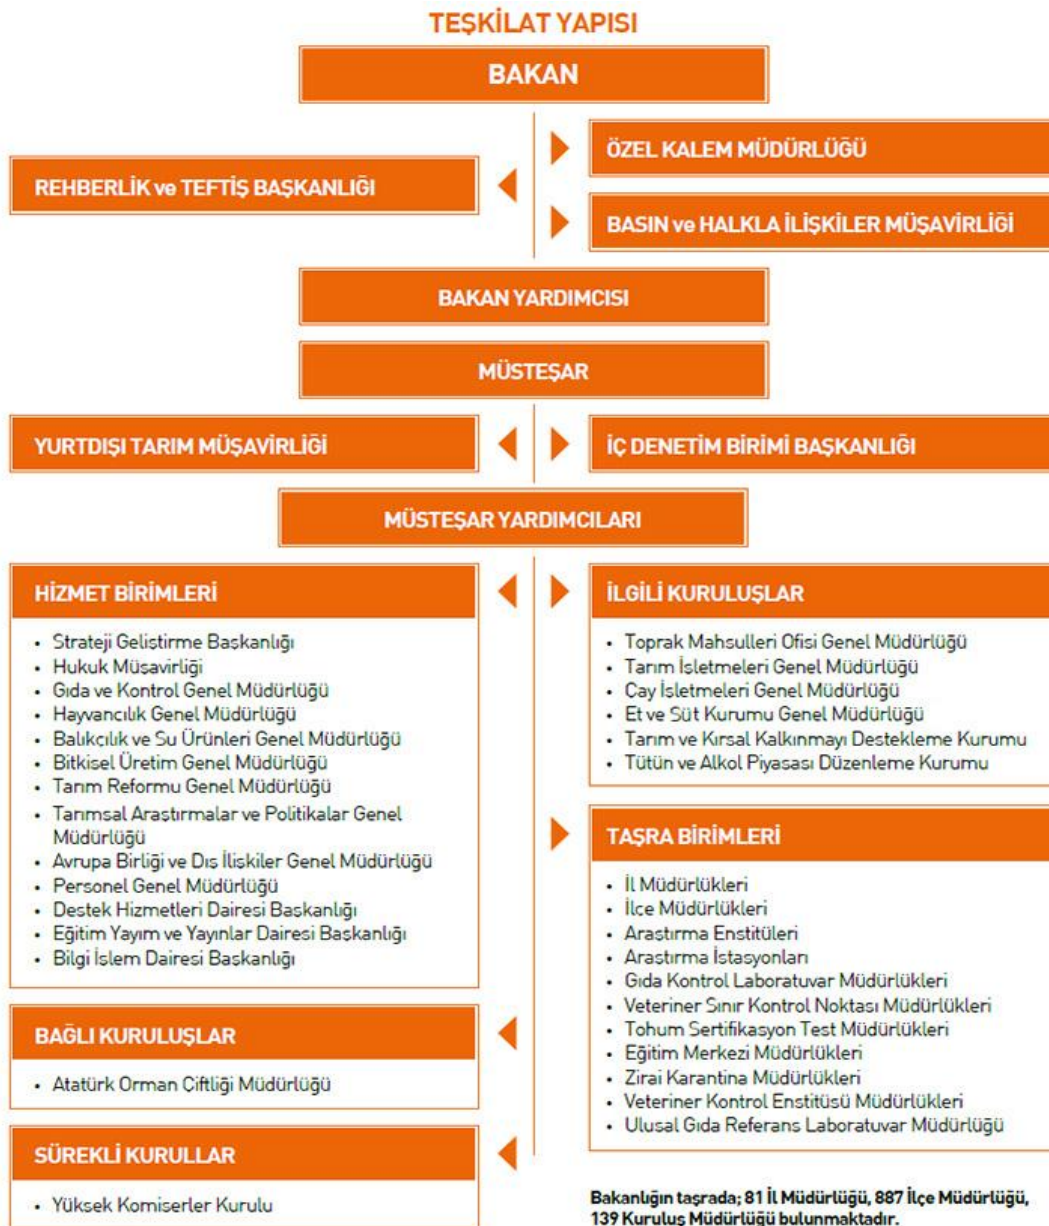 TEŞKİLAT YAPISI
BAKAN
ÖZEL KALEM MÜDÜRLÜĞÜ
REHBERLİK ve TEFTİŞ BAŞKANLIĞI
BASIN ve HALKLA İLİŞKİLER MÜŞAVİRLİĞİ
BAKAN YARDIMCISI
MÜSTEŞAR
YURTDIŞI TARIM MÜŞAVİRLİĞİ
İÇ DENETİM BİRİMİ BAŞKANLIĞI
MÜSTEŞAR YARDIMCILARI
HİZMET BİRİMLERİ
• Strateji Geliştirme Başkanlığı
• Hukuk Müşavirliği
• Gıda ve Kontrol Genel Müdürlüğü
• Hayvancılık Genel Müdürlüğü
• Balıkçılık ve Su Ürünleri Genel Müdürlüğü
• Bitkisel Üretim Genel Müdürlüğü
• Tarım Reformu Genel Müdürlüğü
• Tarımsal Araştırmalar ve Politikalar Genel
Müdürlüğü
• Avrupa Birliği ve Dış İlişkiler Genel Müdürlüğü
• Personel Genel Müdürlüğü
• Destek Hizmetleri Dairesi Başkanlığı
• Eğitim Yayım ve Yayınlar Dairesi Başkanlığı
• Bilgi İşlem Dairesi Başkanlığı
BAĞLI KURULUŞLAR
• Atatürk Orman Çiftliği Müdürlüğü
SÜREKLİ KURULLAR
• Yüksek Komiserler Kurulu
İLGİLİ KURULUŞLAR
• Toprak Mahsulleri Ofisi Genel Müdürlüğü
• Tarım İşletmeleri Genel Müdürlüğü
• Çay İşletmeleri Genel Müdürlüğü
• Et ve Süt Kurumu Genel Müdürlüğü
• Tarım ve Kırsal Kalkınmayı Destekleme Kurumu
• Tütün ve Alkol Piyasası Düzenleme Kurumu
TAŞRA BİRİMLERİ
• İl Müdürlükleri
• İlçe Müdürlükleri
• Araştırma Enstitüleri
• Araştırma İstasyonları
• Gıda Kontrol Laboratuvar Müdürlükleri
• Veteriner Sınır Kontrol Noktası Müdürlükleri
• Tohum Sertifikasyon Test Müdürlükleri
• Eğitim Merkezi Müdürlükleri
• Zirai Karantina Müdürlükleri
• Veteriner Kontrol Enstitüsü Müdürlükleri
• Ulusal Gıda Referans Laboratuvar Müdürlüğü
Bakanlığın taşrada; 81 İl Müdürlüğü, 887 İlçe Müdürlüğü,
139 Kuruluş Müdürlüğü bulunmaktadır.